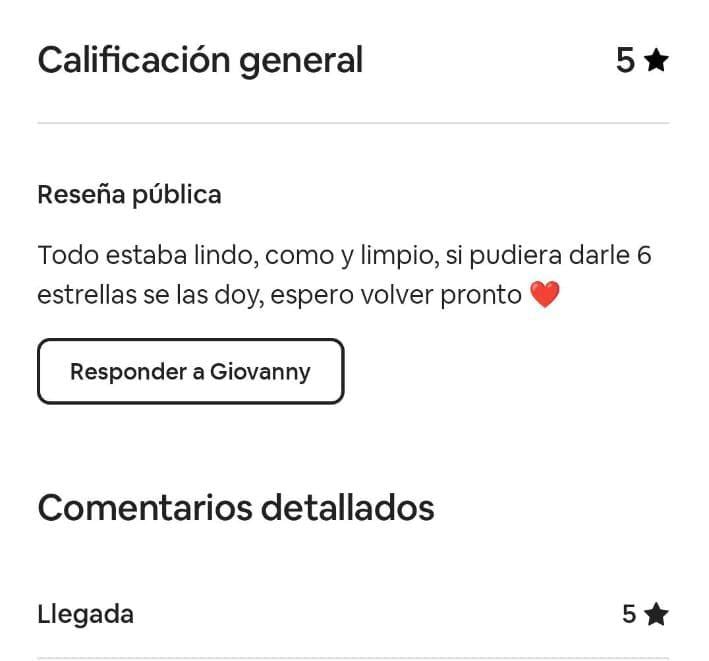 Calificación general 5 ★
Reseña pública
Todo estaba lindo, como y limpio, si pudiera darle 6
estrellas se las doy, espero volver pronto ❤️
Responder a Giovanny
Comentarios detallados
Llegada 5 ★